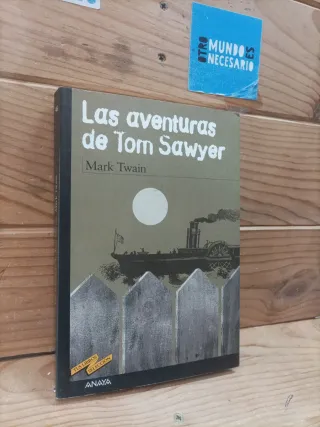 OTRO
MUNDO ES
NECESARIO
Las aventuras
de Tom Sawyer
Mark Twain
ANAYA